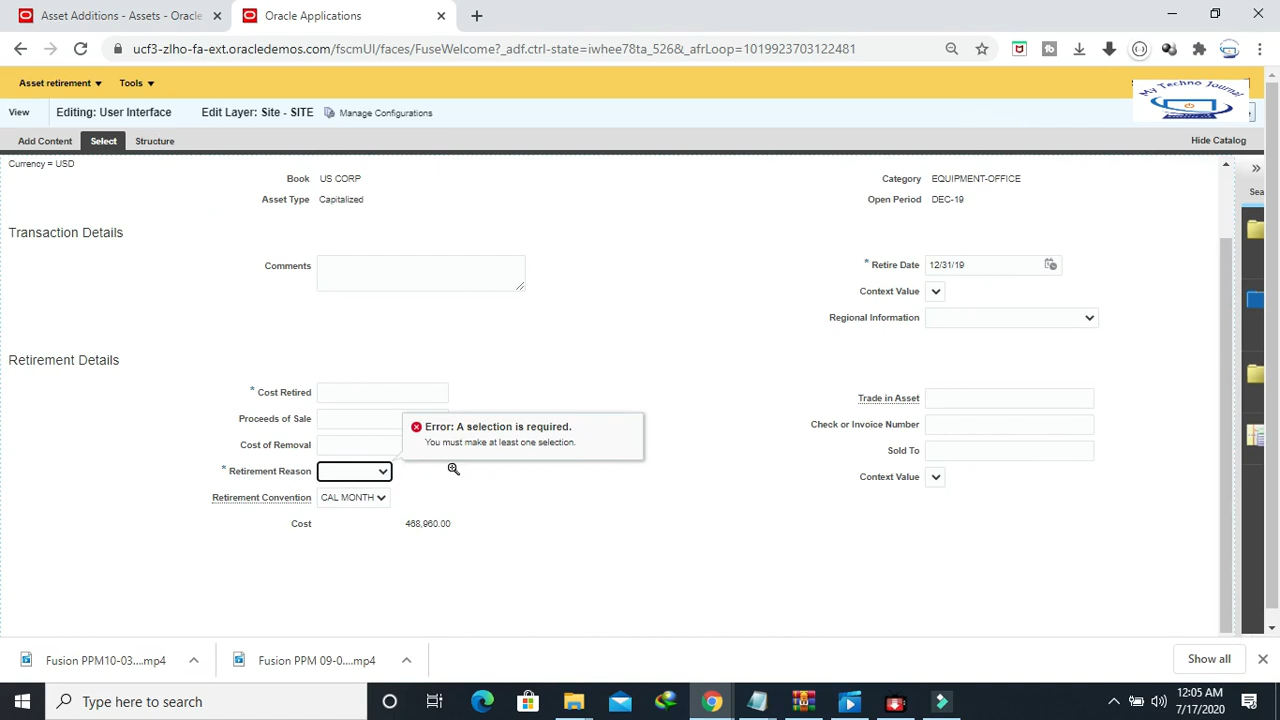 Asset Additions - Assets - Oracle
Oracle Applications
ucf3-zlho-fa-ext.oracledemos.com/fscmUI/faces/FuseWelcome?_adf.ctrl-state=iwhee78ta_526&_afrLoop=1019923703122481
Asset retirement
Tools
View
Editing: User Interface
Edit Layer: Site - SITE
Manage Configurations
My Techno Journal
Add Content
Select
Structure
Hide Catalog
Currency = USD
Sea
Book US CORP
Category EQUIPMENT-OFFICE
Asset Type Capitalized
Open Period DEC-19
Transaction Details
Comments
* Retire Date 12/31/19
Context Value
Regional Information
Retirement Details
* Cost Retired
Trade in Asset
Proceeds of Sale
Error: A selection is required.
Check or Invoice Number
Cost of Removal
You must make at least one selection.
Sold To
* Retirement Reason
Context Value
Retirement Convention CAL MONTH
Cost 468,960.00
Fusion PPM10-03....mp4
Fusion PPM 09-0....mp4
Show all
Type here to search
12:05 AM
7/17/2020